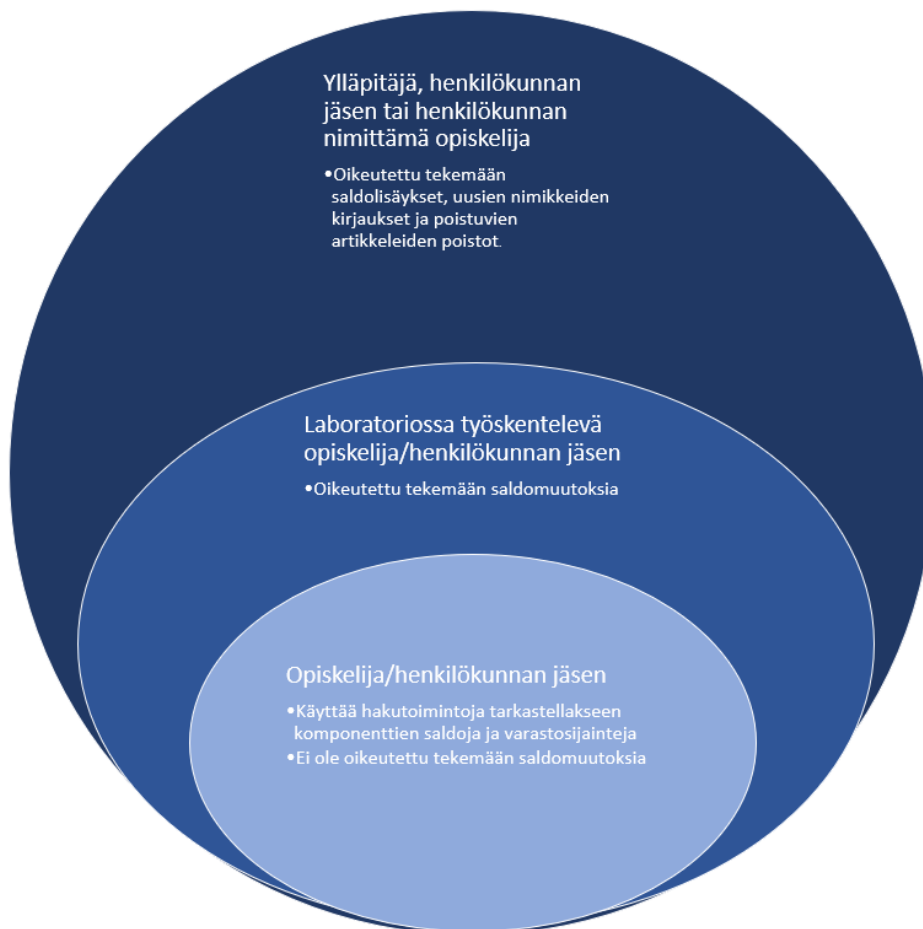 Ylläpitäjä, henkilökunnan
jäsen tai henkilökunnan
nimittämä opiskelija
•Oikeutettu tekemään
saldolisäykset, uusien nimikkeiden
kirjaukset ja poistuvien
artikkeleiden poistot.
Laboratoriossa työskentelevä
opiskelija/henkilökunnan jäsen
•Oikeutettu tekemään saldomuutoksia
Opiskelija/henkilökunnan jäsen
•Käyttää hakutoimintoja tarkastellakseen
komponenttien saldoja ja varastosijainteja
•Ei ole oikeutettu tekemään saldomuutoksia